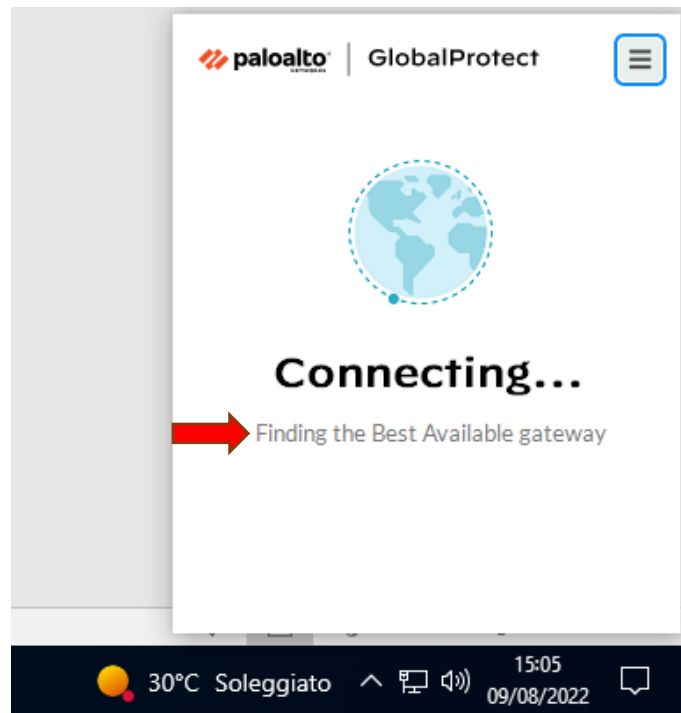 paloalto GlobalProtect
NETWORKS
Connecting...
Finding the Best Available gateway
30°C Soleggiato
15:05
09/08/2022